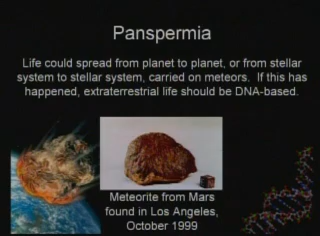 Panspermia
Life could spread from planet to planet, or from stellar
system to stellar system, carried on meteors. If this has
happened, extraterrestrial life should be DNA-based.
Meteorite from Mars
found in Los Angeles,
October 1999